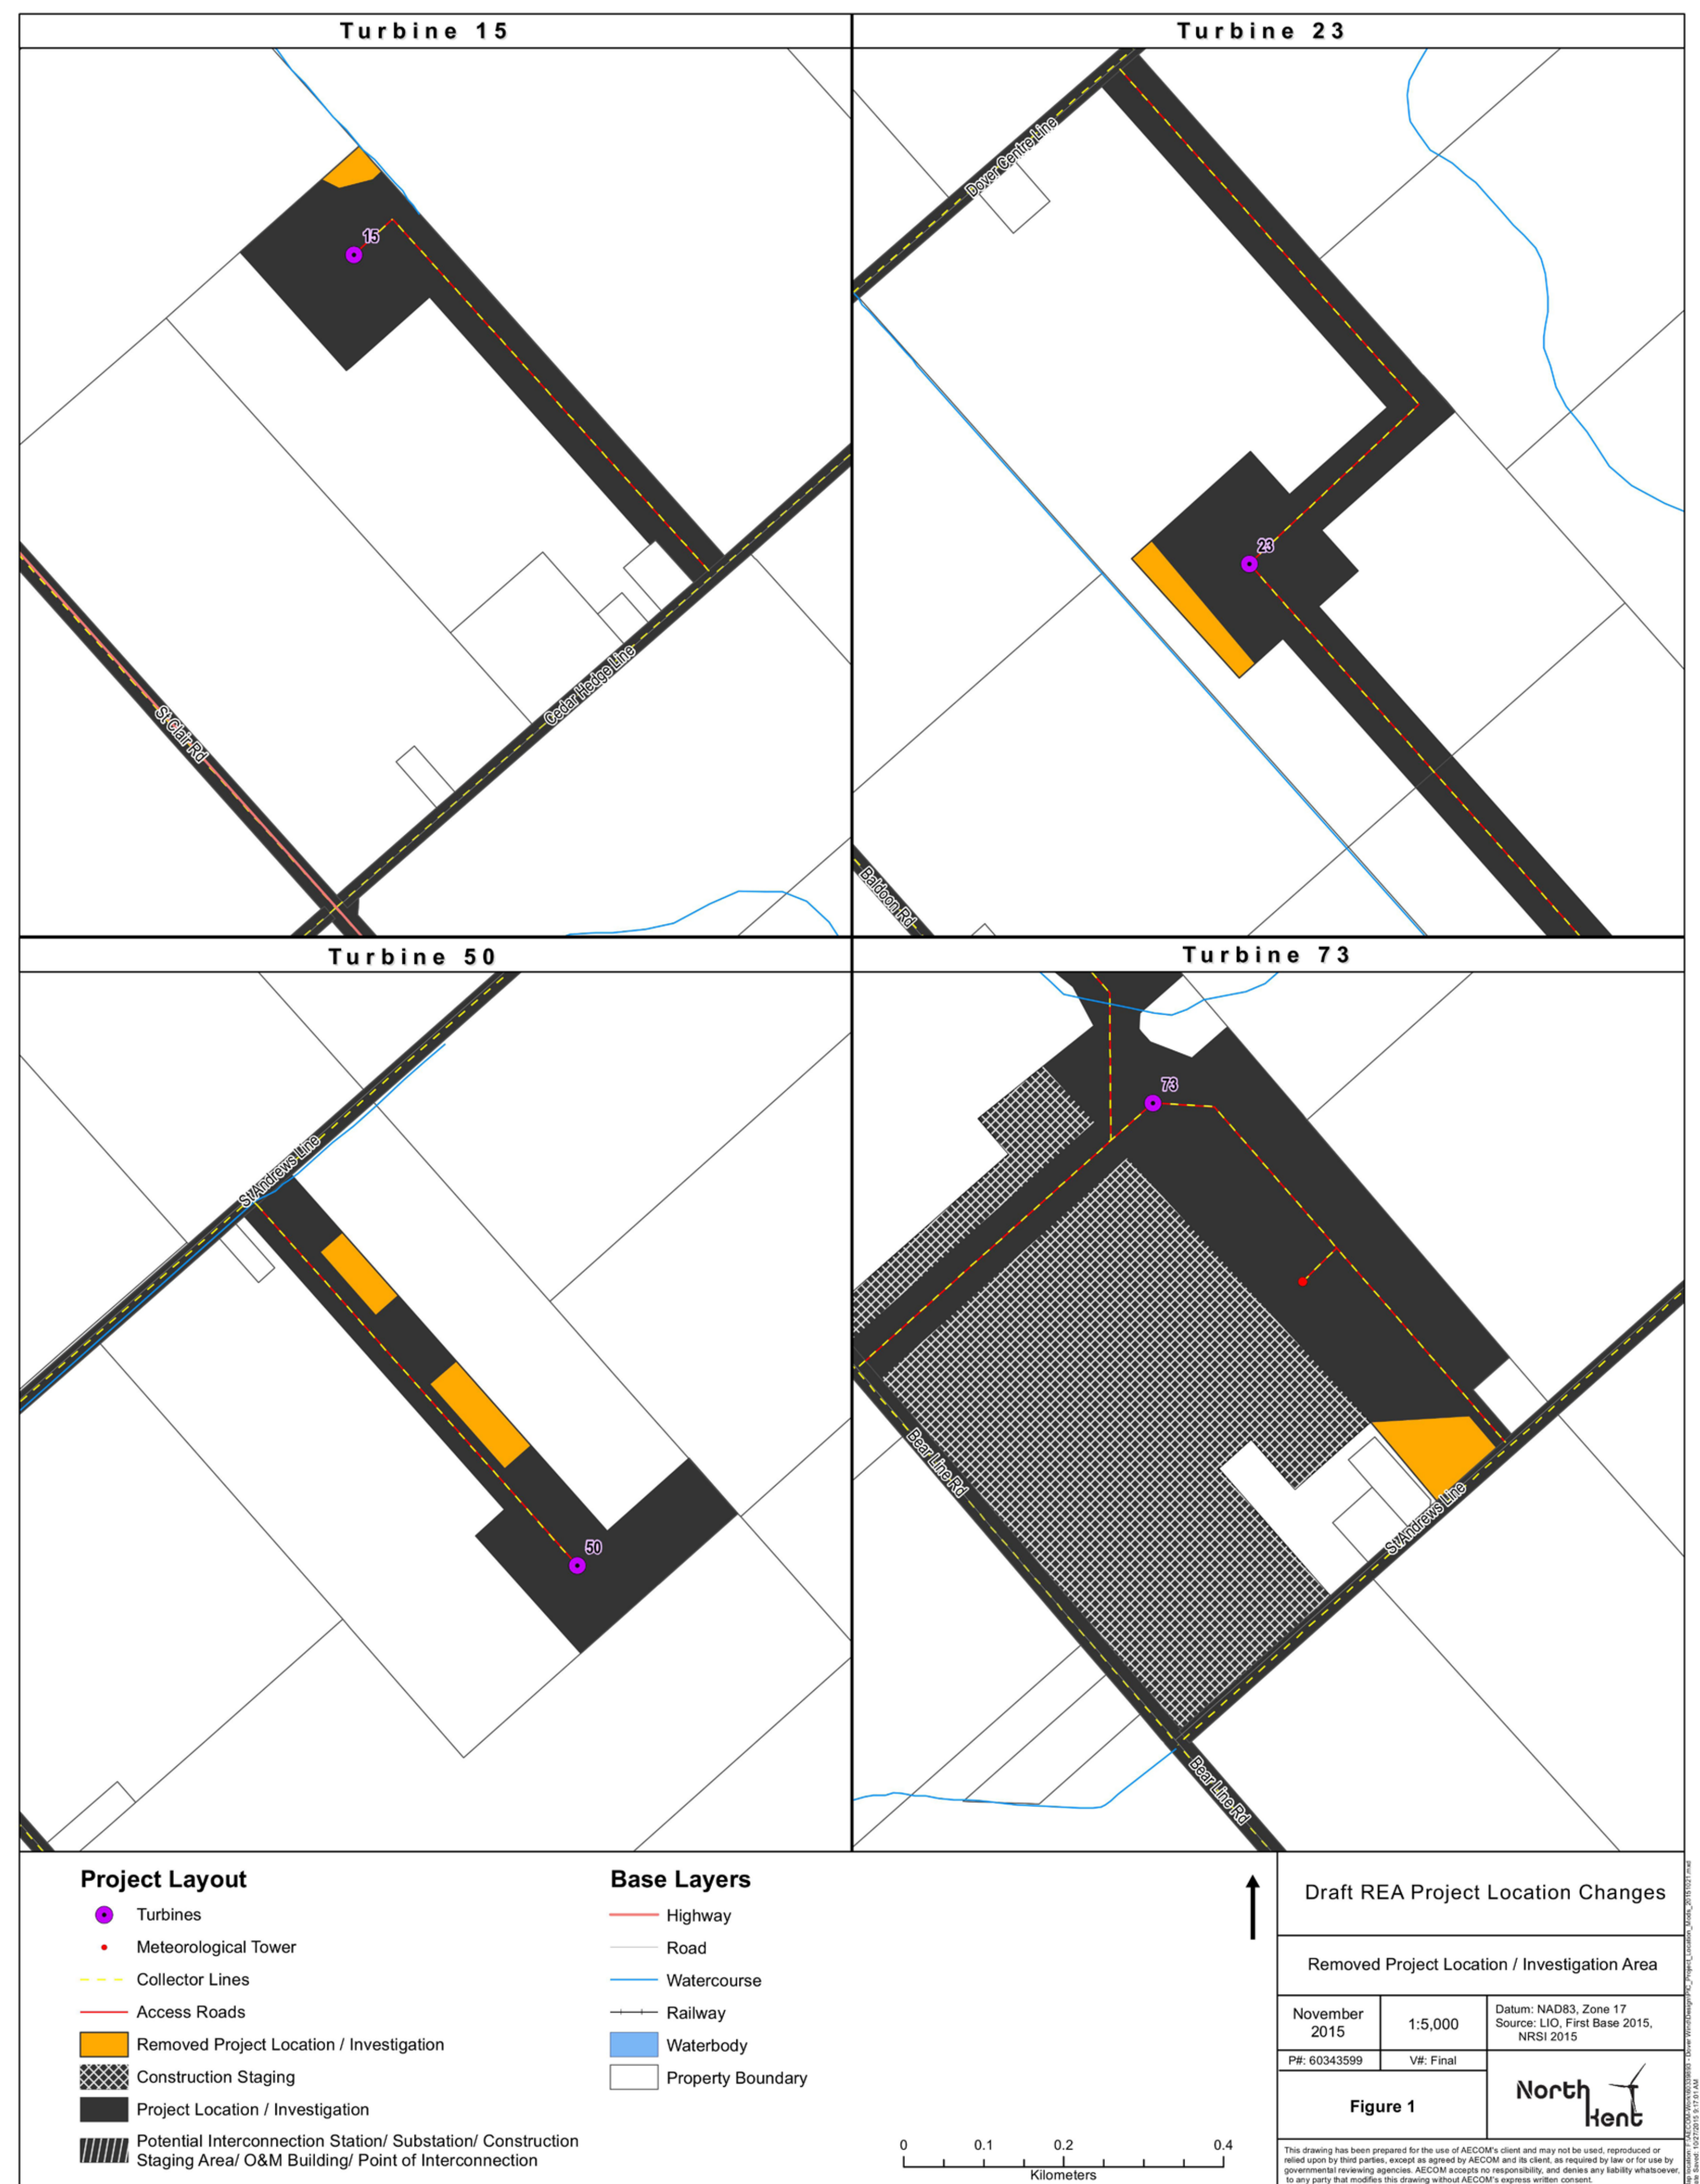 Turbine 15
Turbine 23
15
Cedar Hedge Line
St Clair Rd
Dover Centre Line
23
Baldoon Rd
Turbine 50
Turbine 73
St Andrews Line
50
73
Bear Line Rd
St Andrews Line
Bear Line Rd
Project Layout
Turbines
Meteorological Tower
Collector Lines
Access Roads
Removed Project Location / Investigation
Construction Staging
Project Location / Investigation
Potential Interconnection Station/ Substation/ Construction
Staging Area/ O&M Building/ Point of Interconnection
Base Layers
Highway
Road
Watercourse
Railway
Waterbody
Property Boundary
0 0.1 0.2 0.4
Kilometers
Draft REA Project Location Changes
Removed Project Location / Investigation Area
November
2015
1:5,000
Datum: NAD83, Zone 17
Source: LIO, First Base 2015,
NRSI 2015
P#: 60343599
V#: Final
Figure 1
North
Kent
This drawing has been prepared for the use of AECOM's client and may not be used, reproduced or
relied upon by third parties, except as agreed by AECOM and its client, as required by law or for use by
governmental reviewing agencies. AECOM accepts no responsibility, and denies any liability whatsoever,
to any party that modifies this drawing without AECOM's express written consent.